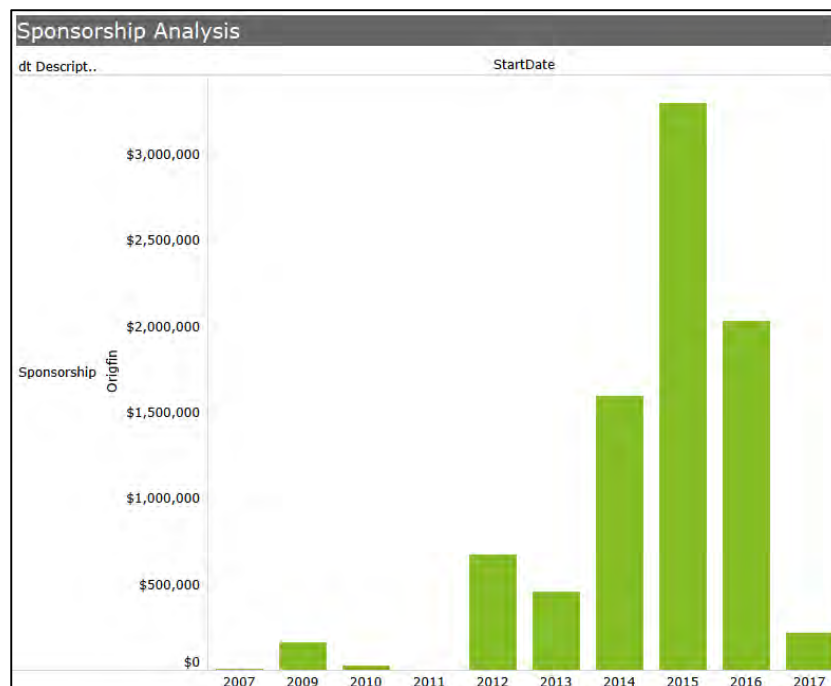 Sponsorship Analysis
dt Descript.. StartDate
$3,000,000
$2,500,000
$2,000,000
Sponsorship Origfin
$1,500,000
$1,000,000
$500,000
$0
2007 2009 2010 2011 2012 2013 2014 2015 2016 2017